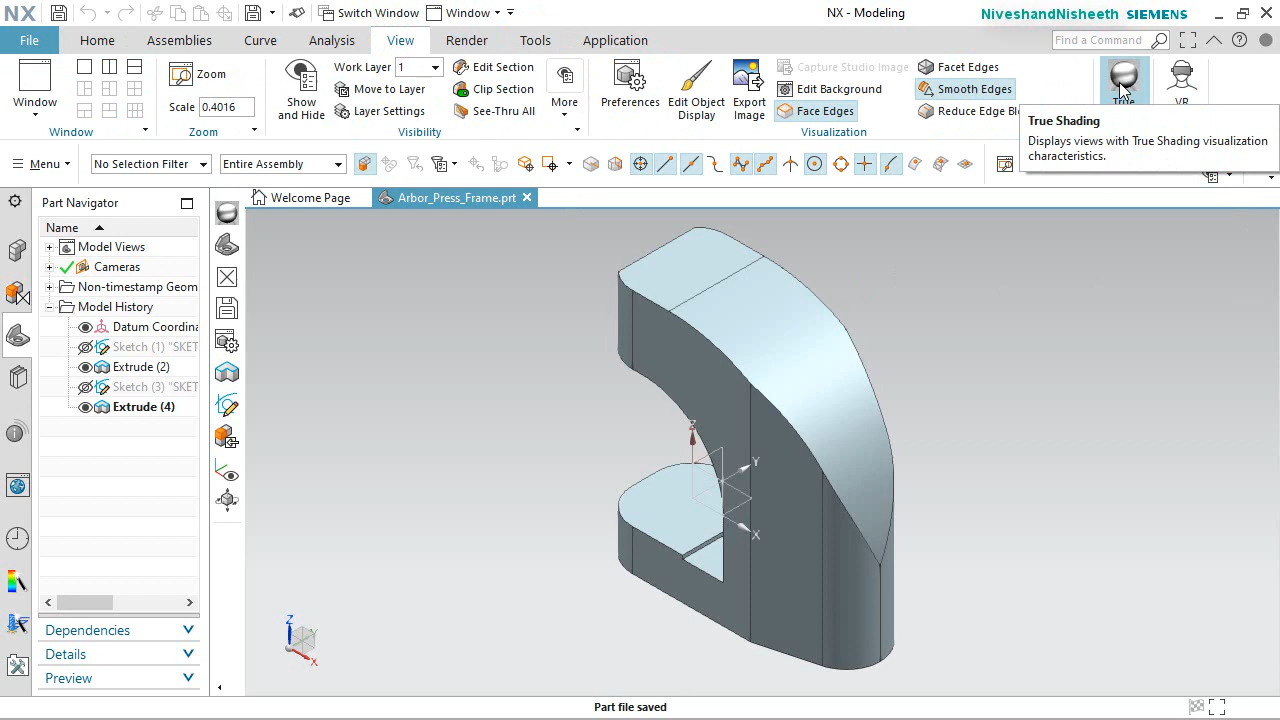 NX
Switch Window
Window
NX - Modeling
NiveshandNisheeth SIEMENS
File
Home
Assemblies
Curve
Analysis
View
Render
Tools
Application
Find a Command
Window
Window
Zoom
Scale 0.4016
Zoom
Show and Hide
Work Layer 1
Move to Layer
Layer Settings
Visibility
Edit Section
Clip Section
See-Thru All
More
Preferences
Edit Object Display
Export Image
Capture Studio Image
Edit Background
Face Edges
Visualization
Facet Edges
Smooth Edges
Reduce Edge
True
VR
True Shading
Displays views with True Shading visualization
characteristics.
Menu
No Selection Filter
Entire Assembly
Part Navigator
Welcome Page
Arbor_Press_Frame.prt
Name
Model Views
Cameras
Non-timestamp Geom
Model History
Datum Coordina
Sketch (1) "SKET
Extrude (2)
Sketch (3) "SKET
Extrude (4)
Dependencies
Details
Preview
Z
Y
X
Z
Y
X
Part file saved